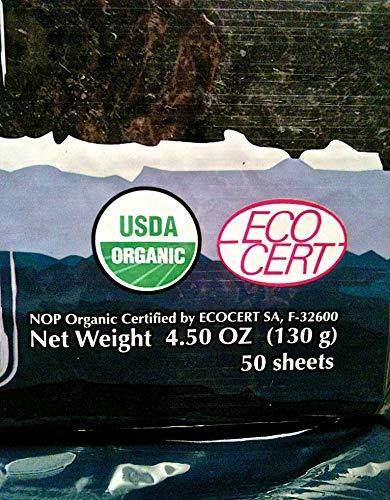 USDA
ORGANIC
ECO
CERT
NOP Organic Certified by ECOCERT SA, F-32600
Net Weight 4.50 OZ (130 g)
50 sheets